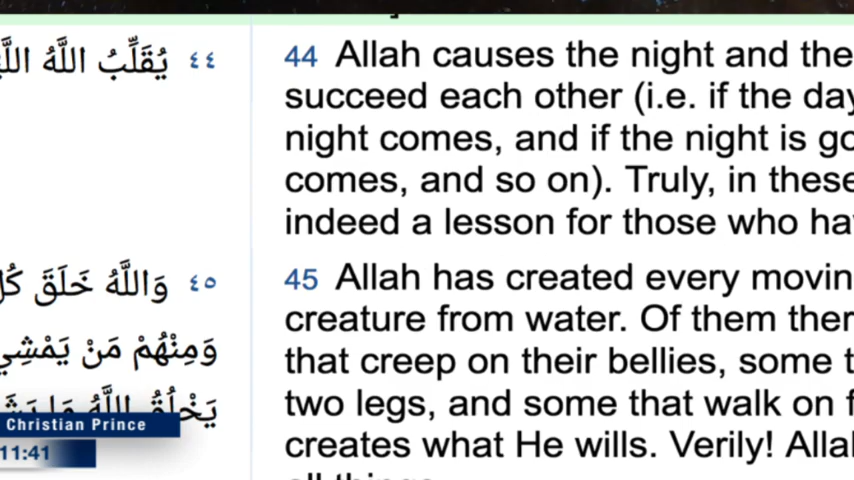 ٤٤ يُقَلِّبُ اللَّهُ
44 Allah causes the night and the
succeed each other (i.e. if the day
night comes, and if the night is go
comes, and so on). Truly, in these
indeed a lesson for those who ha
٤٥ وَاللَّهُ خَلَقَ
وَمِنْهُمْ مَنْ يَمْشِي
يَخْلُقُ اللَّهُ
45 Allah has created every movin
creature from water. Of them ther
that creep on their bellies, some t
two legs, and some that walk on f
creates what He wills. Verily! Alla
Christian Prince
11:41